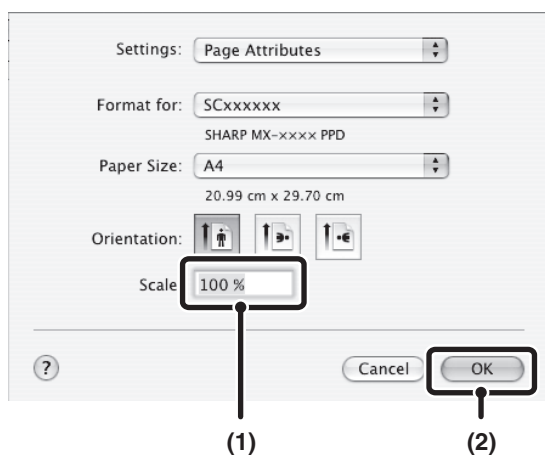 Settings: Page Attributes
Format for: SCxxxxxx
SHARP MX-xxxx PPD
Paper Size: A4
20.99 cm x 29.70 cm
Orientation:
Scale 100 %
? Cancel OK
(1) (2)